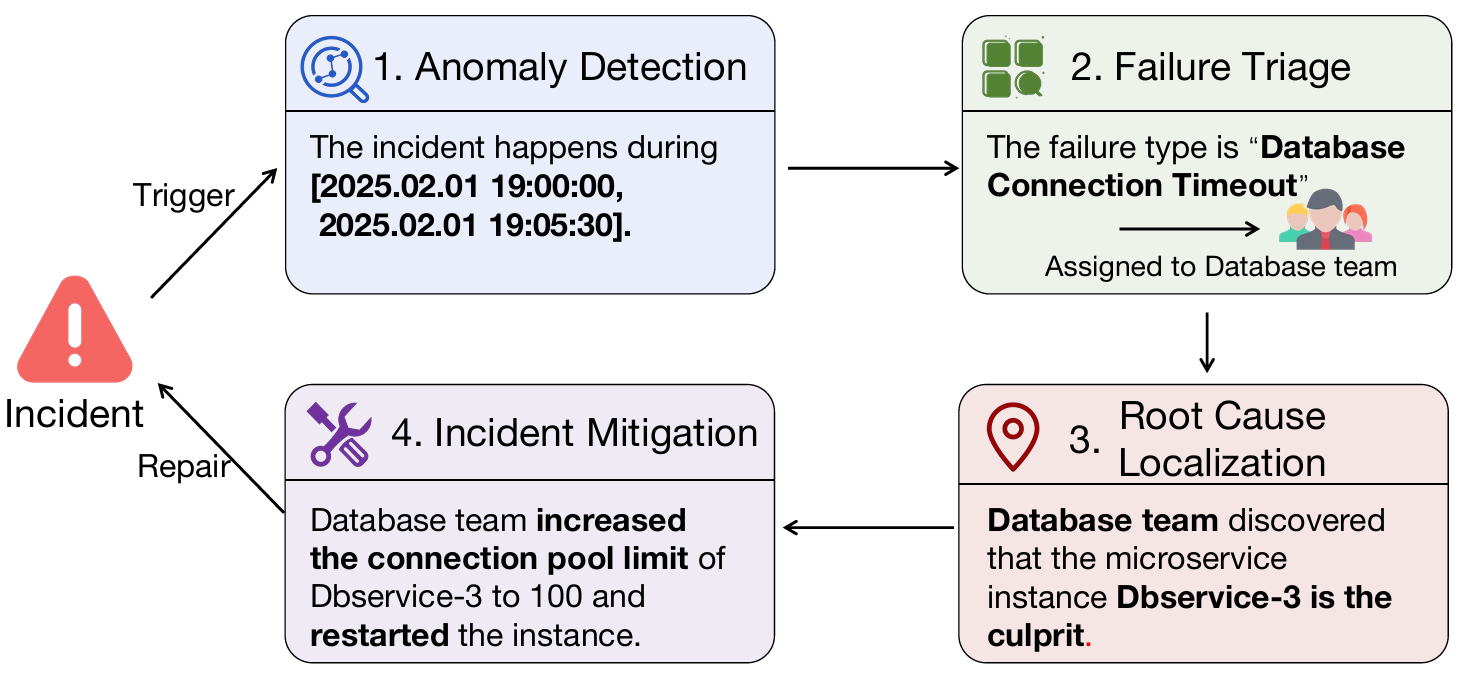 1. Anomaly Detection
The incident happens during
[2025.02.01 19:00:00,
2025.02.01 19:05:30].
2. Failure Triage
The failure type is “Database
Connection Timeout”
Assigned to Database team
Trigger
Incident
Repair
3. Root Cause
Localization
Database team discovered
that the microservice
instance Dbservice-3 is the
culprit.
4. Incident Mitigation
Database team increased
the connection pool limit of
Dbservice-3 to 100 and
restarted the instance.